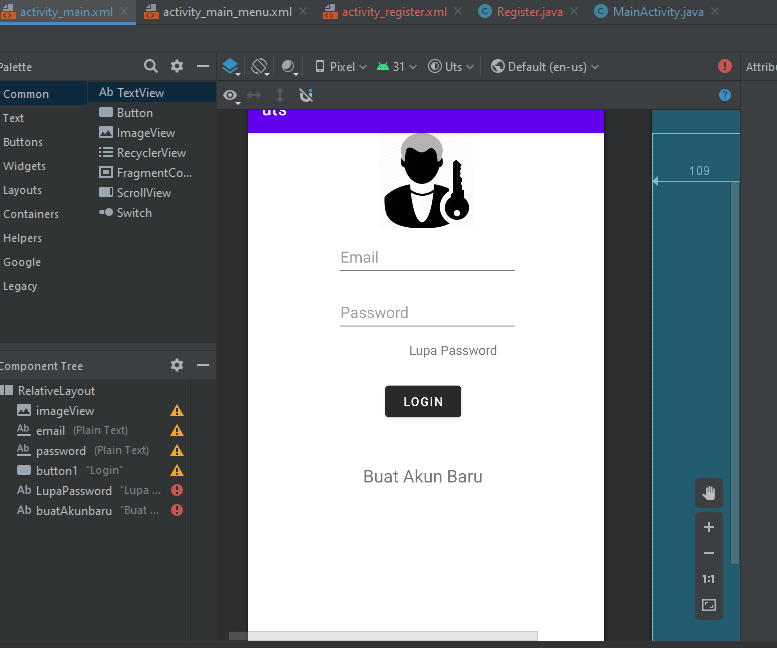 activity_main.xml activity_main_menu.xml activity_register.xml Register.java MainActivity.java
Palette
Pixel 31 Uts Default (en-us)
Attribu
Common
Text
Buttons
Widgets
Layouts
Containers
Helpers
Google
Legacy
Ab TextView
Button
ImageView
RecyclerView
FragmentCo...
ScrollView
Switch
uts
Email
Password
Lupa Password
LOGIN
Buat Akun Baru
109
1:1
Component Tree
RelativeLayout
imageView
Ab email (Plain Text)
Ab password (Plain Text)
button1 "Login"
Ab LupaPassword "Lupa ...
Ab buatAkunbaru "Buat ...